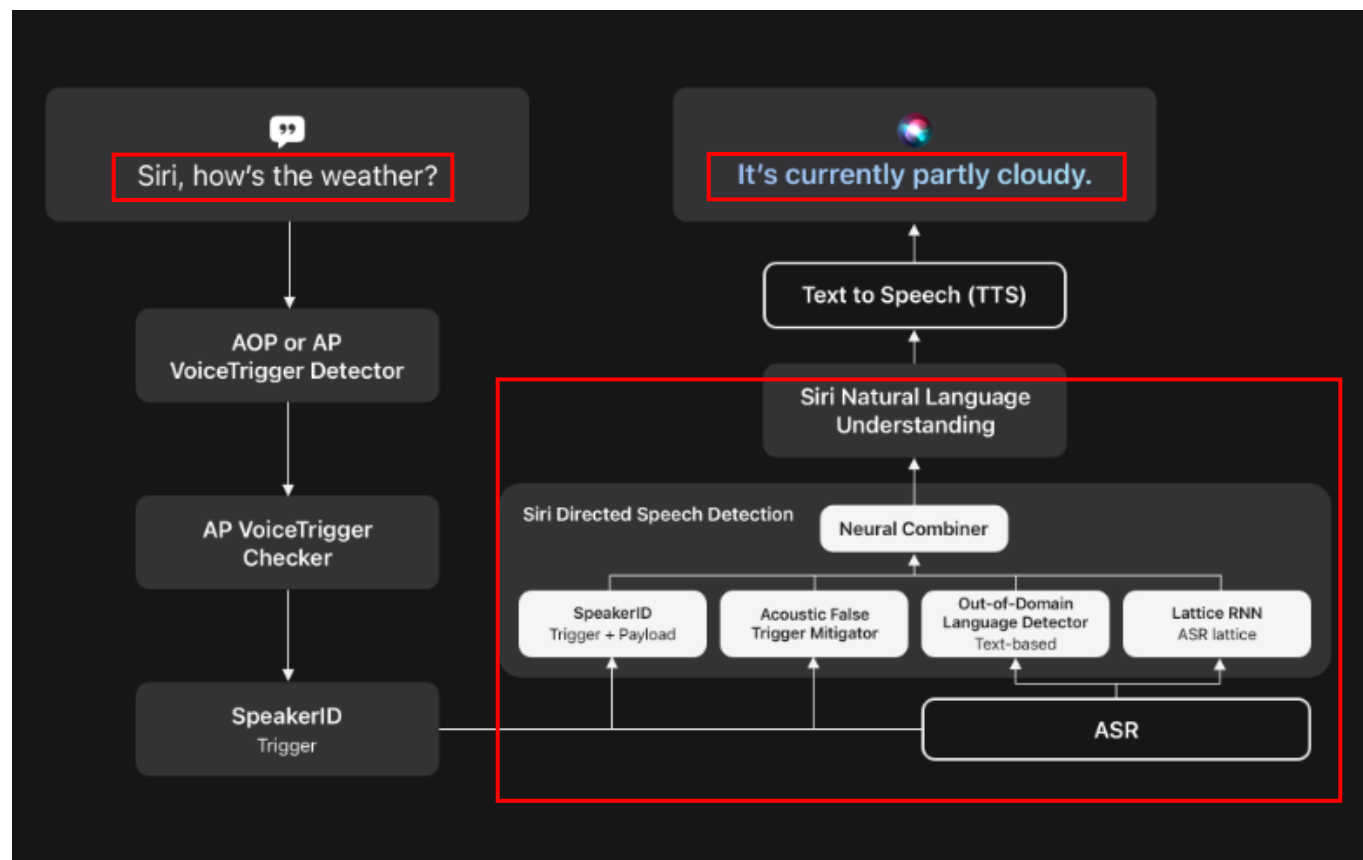 Siri, how's the weather?
AOP or AP
VoiceTrigger Detector
AP VoiceTrigger
Checker
SpeakerID
Trigger
It's currently partly cloudy.
Text to Speech (TTS)
Siri Natural Language
Understanding
Siri Directed Speech Detection
Neural Combiner
SpeakerID
Trigger + Payload
Acoustic False
Trigger Mitigator
Out-of-Domain
Language Detector
Text-based
Lattice RNN
ASR lattice
ASR